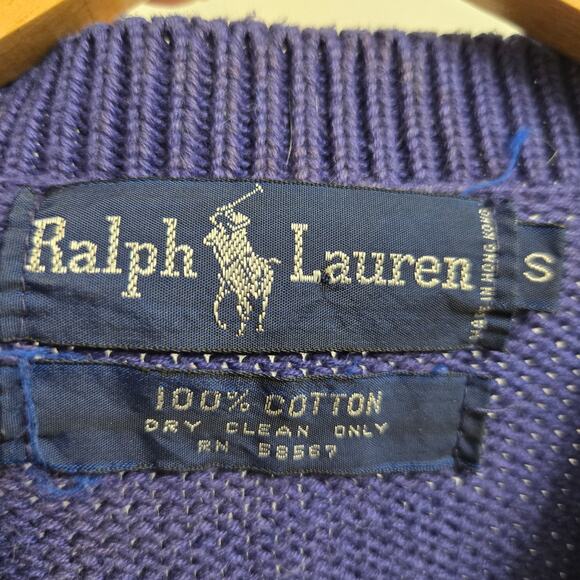 Ralph Lauren
MADE IN HONG KONG
S
100% COTTON
DRY CLEAN ONLY
RN 58567